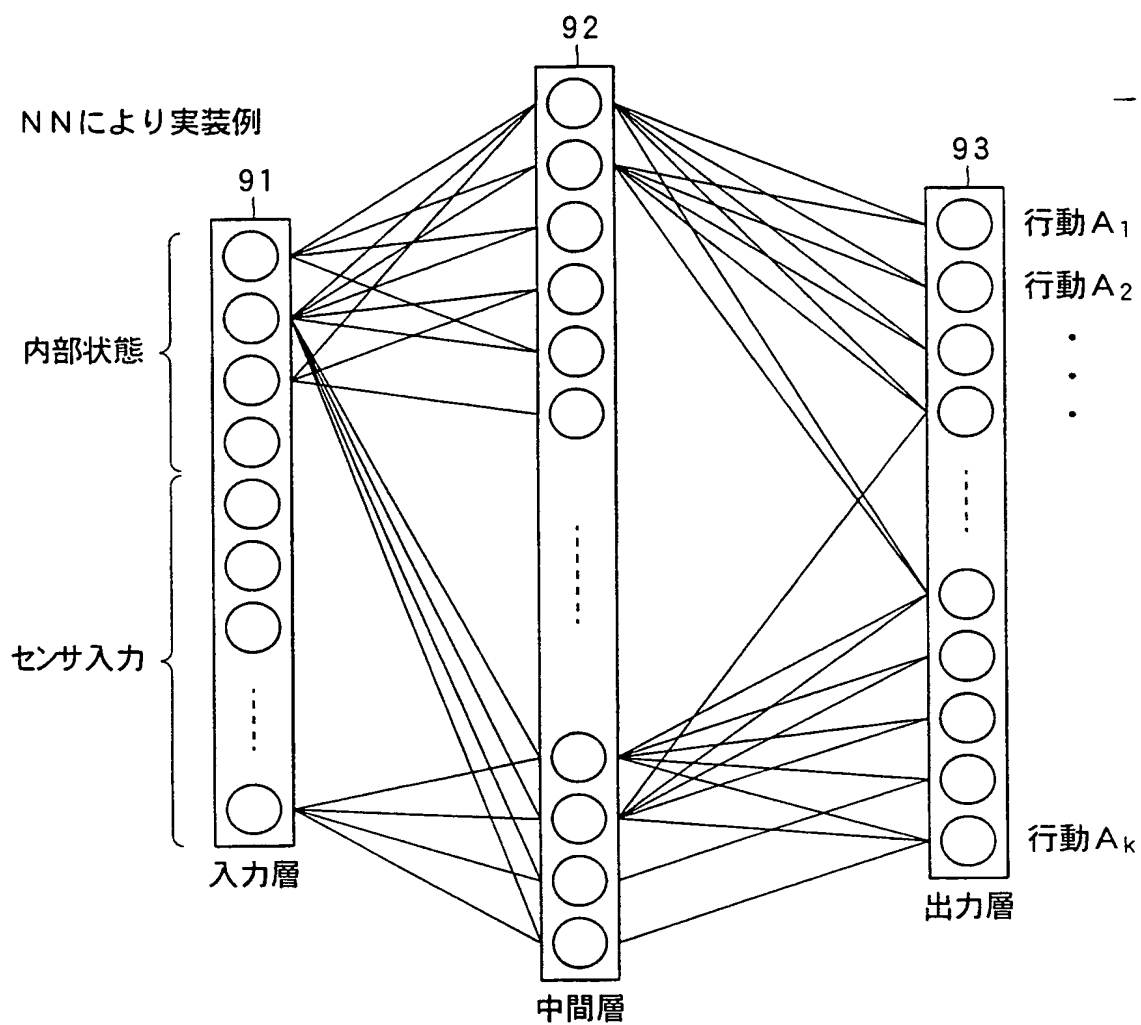 NNにより実装例
91
92
93
内部状態
センサ入力
入力層
中間層
出力層
行動A1
行動A2
行動Ak